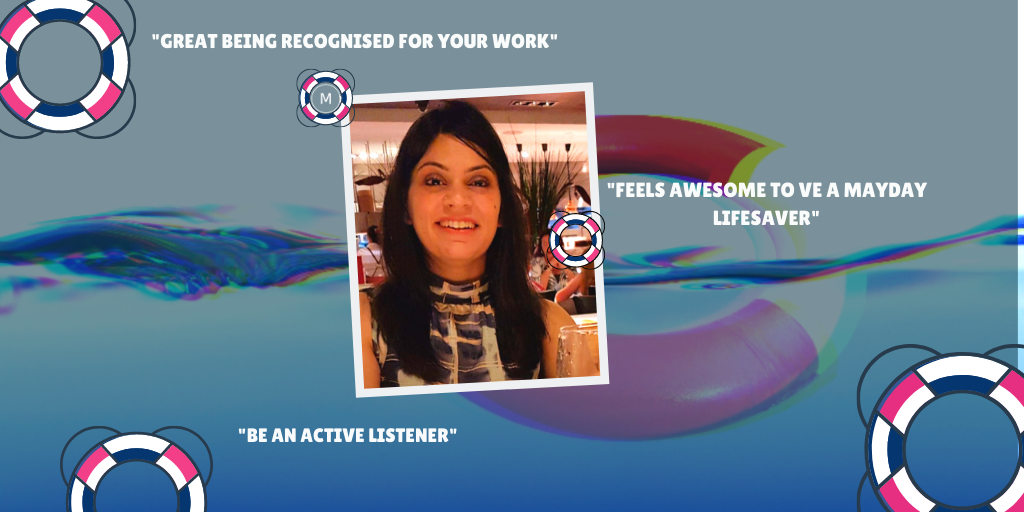 "GREAT BEING RECOGNISED FOR YOUR WORK"
M
"FEELS AWESOME TO VE A MAYDAY
LIFESAVER"
"BE AN ACTIVE LISTENER"